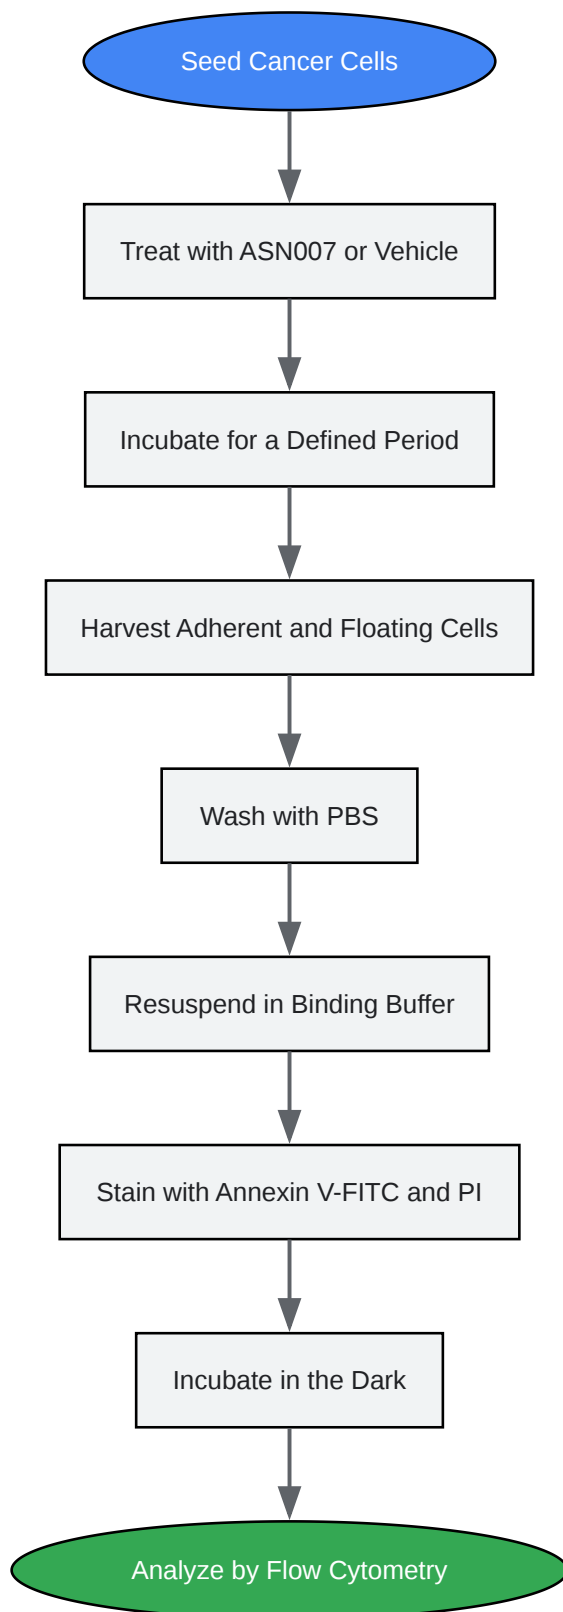 Seed Cancer Cells
Treat with ASN007 or Vehicle
Incubate for a Defined Period
Harvest Adherent and Floating Cells
Wash with PBS
Resuspend in Binding Buffer
Stain with Annexin V-FITC and PI
Incubate in the Dark
Analyze by Flow Cytometry